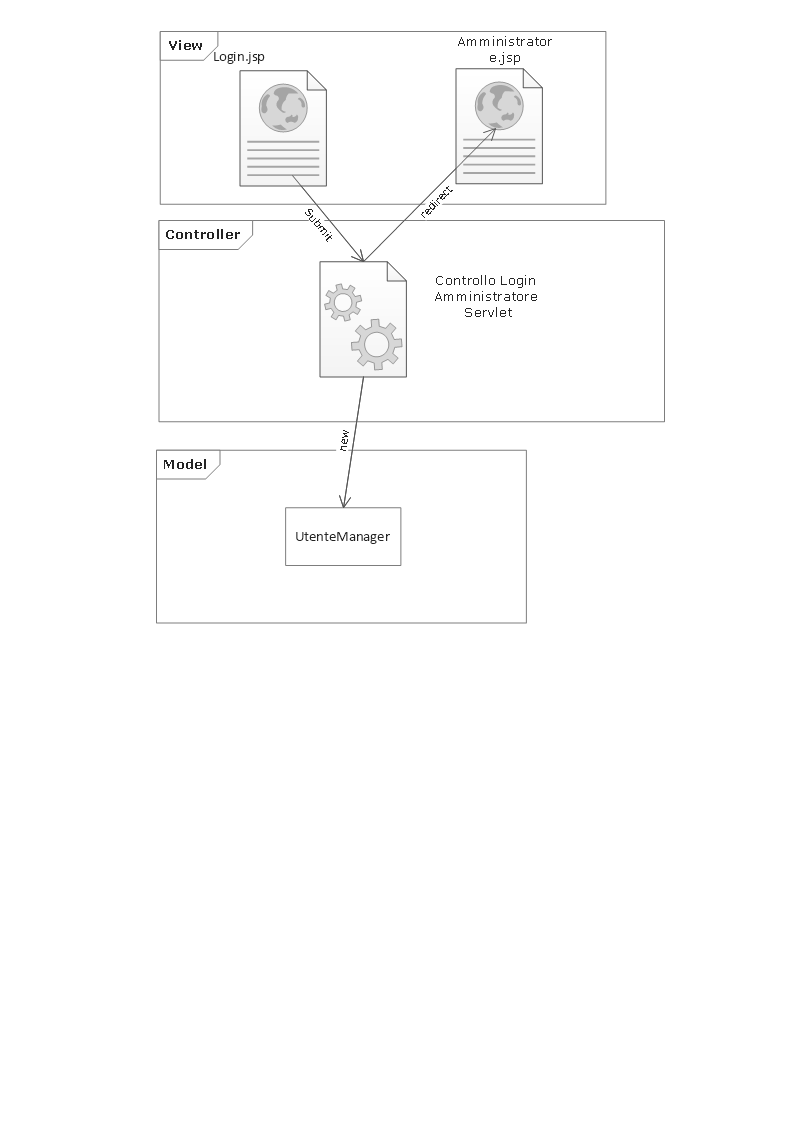 View
Login.jsp
Amministrator
e.jsp
Submit
redirect
Controller
Controllo Login
Amministratore
Servlet
new
Model
UtenteManager